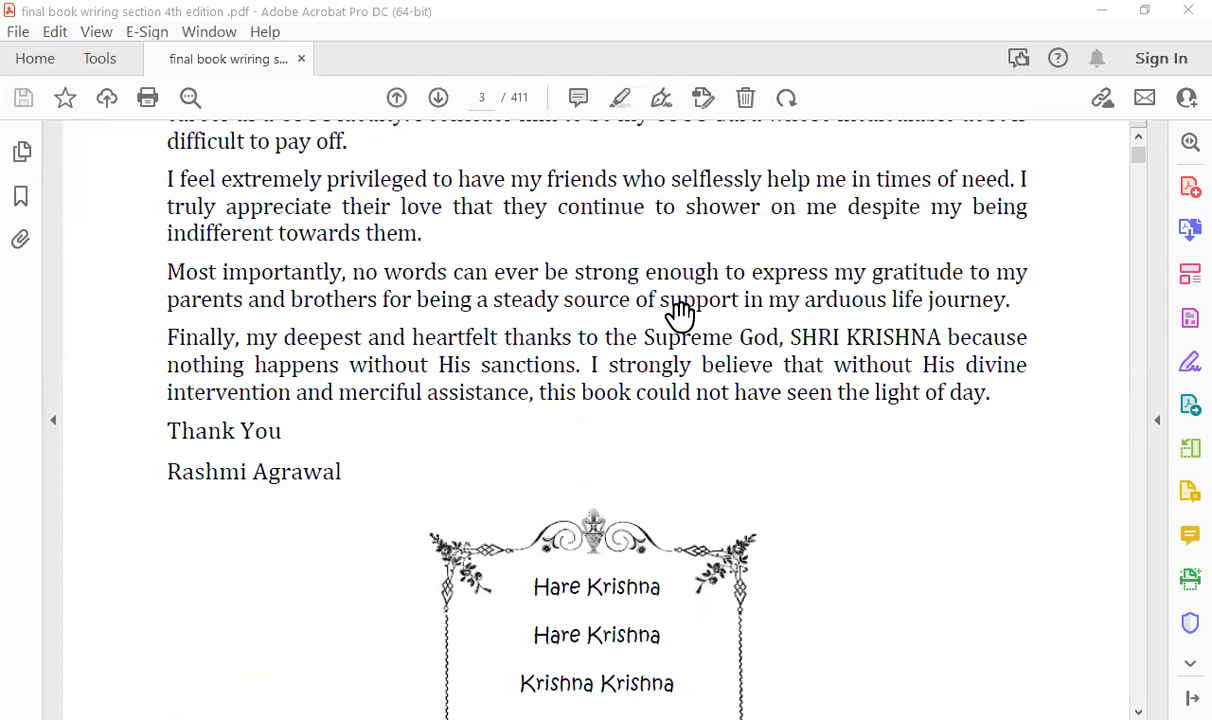 final book wriring section 4th edition .pdf - Adobe Acrobat Pro DC (64-bit)
File Edit View E-Sign Window Help
Home Tools final book wriring s... × Sign In
3 / 411
difficult to pay off.
I feel extremely privileged to have my friends who selflessly help me in times of need. I
truly appreciate their love that they continue to shower on me despite my being
indifferent towards them.
Most importantly, no words can ever be strong enough to express my gratitude to my
parents and brothers for being a steady source of support in my arduous life journey.
Finally, my deepest and heartfelt thanks to the Supreme God, SHRI KRISHNA because
nothing happens without His sanctions. I strongly believe that without His divine
intervention and merciful assistance, this book could not have seen the light of day.
Thank You
Rashmi Agrawal
Hare Krishna
Hare Krishna
Krishna Krishna